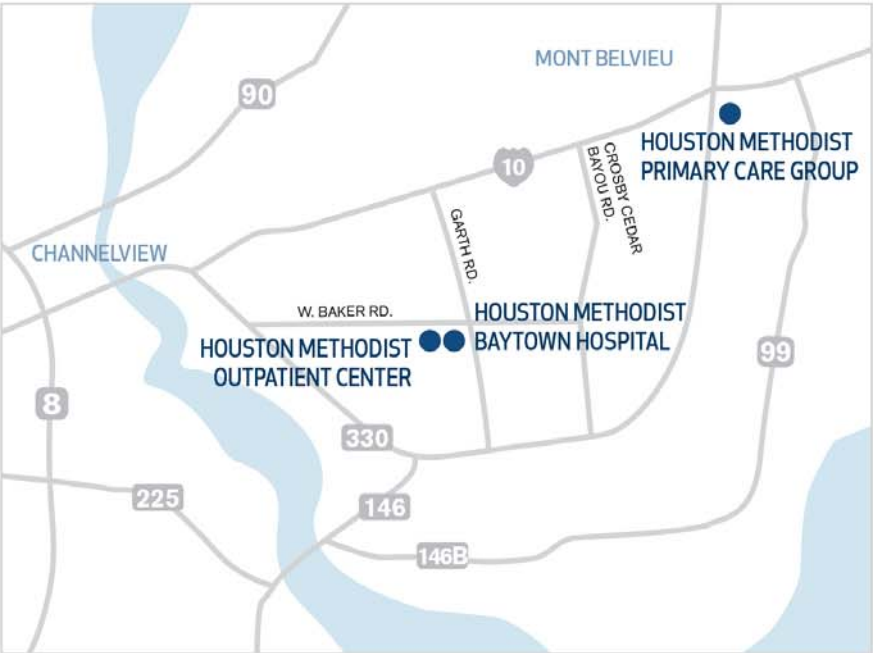 MONT BELVIEU
90
HOUSTON METHODIST
PRIMARY CARE GROUP
10
CROSBY CEDAR
BAYOU RD.
GARTH RD.
CHANNELVIEW
W. BAKER RD.
HOUSTON METHODIST
BAYTOWN HOSPITAL
HOUSTON METHODIST
OUTPATIENT CENTER
99
8
330
225
146
146B